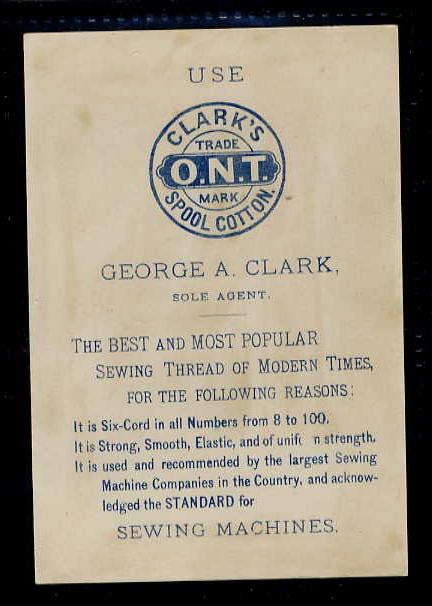 USE
CLARK'S
TRADE
O.N.T.
MARK
SPOOL COTTON.
GEORGE A. CLARK,
SOLE AGENT.
THE BEST AND MOST POPULAR
SEWING THREAD OF MODERN TIMES,
FOR THE FOLLOWING REASONS:
It is Six-Cord in all Numbers from 8 to 100.
It is Strong, Smooth, Elastic, and of unif n strength.
It is used and recommended by the largest Sewing
Machine Companies in the Country, and acknow-
ledged the STANDARD for
SEWING MACHINES.